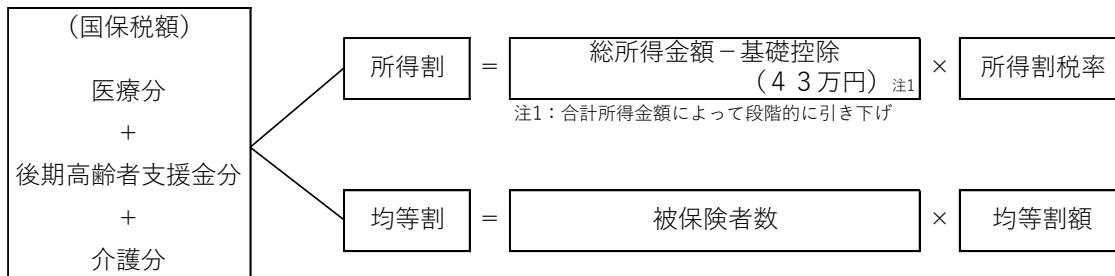 （国保税額）
医療分
+
後期高齢者支援金分
+
介護分
所得割 = 総所得金額－基礎控除
（４３万円）注1 × 所得割税率
注1：合計所得金額によって段階的に引き下げ
均等割 = 被保険者数 × 均等割額